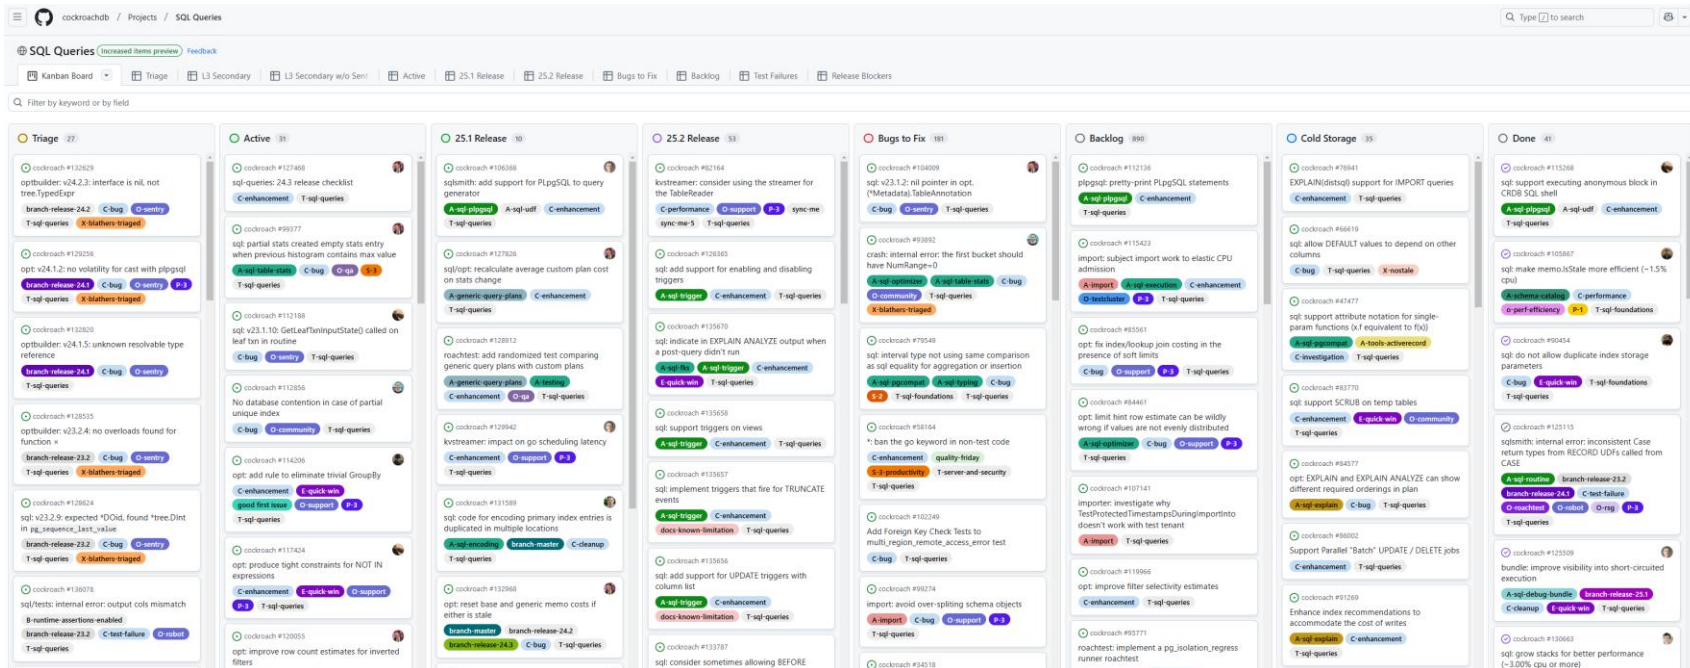 cockroachdb / Projects / SQL Queries
Type / to search
SQL Queries Increased items preview Feedback
Kanban Board Triage L3 Secondary L3 Secondary w/o Sent Active 25.1 Release 25.2 Release Bugs to Fix Backlog Test Failures Release Blockers
Filter by keyword or by field
Triage 27
cockroach #132629
optbuilder: v24.2.3: interface is nil, not
tree.TypedExpr
branch-release-24.2 C-bug O-sentry
T-sql-queries X-blathers-triaged
cockroach #129256
opt: v24.1.2: no volatility for cast with plpgsql
branch-release-24.1 C-bug O-sentry P-3
T-sql-queries X-blathers-triaged
cockroach #132820
optbuilder: v24.1.5: unknown resolvable type
reference
branch-release-24.1 C-bug O-sentry
T-sql-queries
cockroach #128535
optbuilder: v23.2.4: no overloads found for
function ×
branch-release-23.2 C-bug O-sentry
T-sql-queries X-blathers-triaged
cockroach #128624
sql: v23.2.9: expected *DOid, found *tree.DInt
in pg_sequence_last_value
branch-release-23.2 C-bug O-sentry
T-sql-queries X-blathers-triaged
cockroach #136078
sql/tests: internal error: output cols mismatch
B-runtime-assertions-enabled
branch-release-23.2 C-test-failure O-robot
T-sql-queries
Active 31
cockroach #127468
sql-queries: 24.3 release checklist
C-enhancement T-sql-queries
cockroach #99377
sql: partial stats created empty stats entry
when previous histogram contains max value
A-sql-table-stats C-bug O-qa S-3
T-sql-queries
cockroach #112188
sql: v23.1.10: GetLeafTxnInputState() called on
leaf txn in routine
C-bug O-sentry T-sql-queries
cockroach #112856
No database contention in case of partial
unique index
C-bug O-community T-sql-queries
cockroach #114206
opt: add rule to eliminate trivial GroupBy
C-enhancement E-quick-win
good first issue O-support P-3
T-sql-queries
cockroach #117424
opt: produce tight constraints for NOT IN
expressions
C-enhancement E-quick-win O-support
P-3 T-sql-queries
cockroach #120055
opt: improve row count estimates for inverted
filters
25.1 Release 10
cockroach #106368
sqlsmith: add support for PLpgSQL to query
generator
A-sql-plpgsql A-sql-udf C-enhancement
T-sql-queries
cockroach #127826
sql/opt: recalculate average custom plan cost
on stats change
A-generic-query-plans C-enhancement
T-sql-queries
cockroach #128912
roachtest: add randomized test comparing
generic query plans with custom plans
A-generic-query-plans A-testing
C-enhancement O-qa T-sql-queries
cockroach #129942
kvstreamer: impact on go scheduling latency
C-enhancement O-support P-3
T-sql-queries
cockroach #131589
sql: code for encoding primary index entries is
duplicated in multiple locations
A-sql-encoding branch-master C-cleanup
T-sql-queries
cockroach #132968
opt: reset base and generic memo costs if
either is stale
branch-master branch-release-24.2
branch-release-24.3 C-bug T-sql-queries
25.2 Release 53
cockroach #82164
kvstreamer: consider using the streamer for
the TableReader
C-performance O-support P-3 sync-me
sync-me-5 T-sql-queries
cockroach #128365
sql: add support for enabling and disabling
triggers
A-sql-trigger C-enhancement T-sql-queries
cockroach #135670
sql: indicate in EXPLAIN ANALYZE output when
a post-query didn't run
A-sql-fks A-sql-trigger C-enhancement
E-quick-win T-sql-queries
cockroach #135658
sql: support triggers on views
A-sql-trigger C-enhancement T-sql-queries
cockroach #135657
sql: implement triggers that fire for TRUNCATE
events
A-sql-trigger C-enhancement
docs-known-limitation T-sql-queries
cockroach #135656
sql: add support for UPDATE triggers with
column list
A-sql-trigger C-enhancement
docs-known-limitation T-sql-queries
cockroach #133787
sql: consider sometimes allowing BEFORE
Bugs to Fix 181
cockroach #104009
sql: v23.1.2: nil pointer in opt.
(*Metadata).TableAnnotation
C-bug O-sentry T-sql-queries
cockroach #93892
crash: internal error: the first bucket should
have NumRange=0
A-sql-optimizer A-sql-table-stats C-bug
O-community T-sql-queries
X-blathers-triaged
cockroach #79549
sql: interval type not using same comparison
as sql equality for aggregation or insertion
A-sql-pgcompat A-sql-typing C-bug
S-2 T-sql-foundations T-sql-queries
cockroach #58164
*: ban the go keyword in non-test code
C-enhancement quality-friday
S-3-productivity T-server-and-security
T-sql-queries
cockroach #102249
Add Foreign Key Check Tests to
multi_region_remote_access_error test
C-bug T-sql-queries
cockroach #99274
import: avoid over-spliting schema objects
A-import C-bug O-support P-3
T-sql-queries
cockroach #34518
Backlog 890
cockroach #112136
plpgsql: pretty-print PLpgSQL statements
A-sql-plpgsql C-enhancement
T-sql-queries
cockroach #115423
import: subject import work to elastic CPU
admission
A-import A-sql-execution C-enhancement
O-testcluster P-3 T-sql-queries
cockroach #85561
opt: fix index/lookup join costing in the
presence of soft limits
C-bug O-support P-3 T-sql-queries
cockroach #84461
opt: limit hint row estimate can be wildly
wrong if values are not evenly distributed
A-sql-optimizer C-bug O-support P-3
T-sql-queries
cockroach #107141
importer: investigate why
TestProtectedTimestampsDuringImportInto
doesn't work with test tenant
A-import T-sql-queries
cockroach #119966
opt: improve filter selectivity estimates
C-enhancement T-sql-queries
cockroach #95771
roachtest: implement a pg_isolation_regress
runner roachtest
Cold Storage 35
cockroach #76941
EXPLAIN(distsql) support for IMPORT queries
C-enhancement T-sql-queries
cockroach #66619
sql: allow DEFAULT values to depend on other
columns
C-bug T-sql-queries X-nostale
cockroach #47477
sql: support attribute notation for single-
param functions (x.f equivalent to f(x))
A-sql-pgcompat A-tools-activerecord
C-investigation T-sql-queries
cockroach #83770
sql: support SCRUB on temp tables
C-enhancement E-quick-win O-community
T-sql-queries
cockroach #84577
opt: EXPLAIN and EXPLAIN ANALYZE can show
different required orderings in plan
A-sql-explain C-bug T-sql-queries
cockroach #86002
Support Parallel "Batch" UPDATE / DELETE jobs
C-enhancement T-sql-queries
cockroach #91269
Enhance index recommendations to
accommodate the cost of writes
A-sql-explain C-enhancement
T-sql-queries
Done 41
cockroach #115268
sql: support executing anonymous block in
CRDB SQL shell
A-sql-plpgsql A-sql-udf C-enhancement
T-sql-queries
cockroach #105867
sql: make memo.IsStale more efficient (~1.5%
cpu)
A-schema-catalog C-performance
o-perf-efficiency P-1 T-sql-foundations
cockroach #90454
sql: do not allow duplicate index storage
parameters
C-bug E-quick-win T-sql-foundations
T-sql-queries
cockroach #125115
sqlsmith: internal error: inconsistent Case
return types from RECORD UDFs called from
CASE
A-sql-routine branch-release-23.2
branch-release-24.1 C-test-failure
O-roachtest O-robot O-rsg P-3
T-sql-queries
cockroach #125509
bundle: improve visibility into short-circuited
execution
A-sql-debug-bundle branch-release-25.1
C-cleanup E-quick-win T-sql-queries
cockroach #130663
sql: grow stacks for better performance
(~3.00% cpu or more)